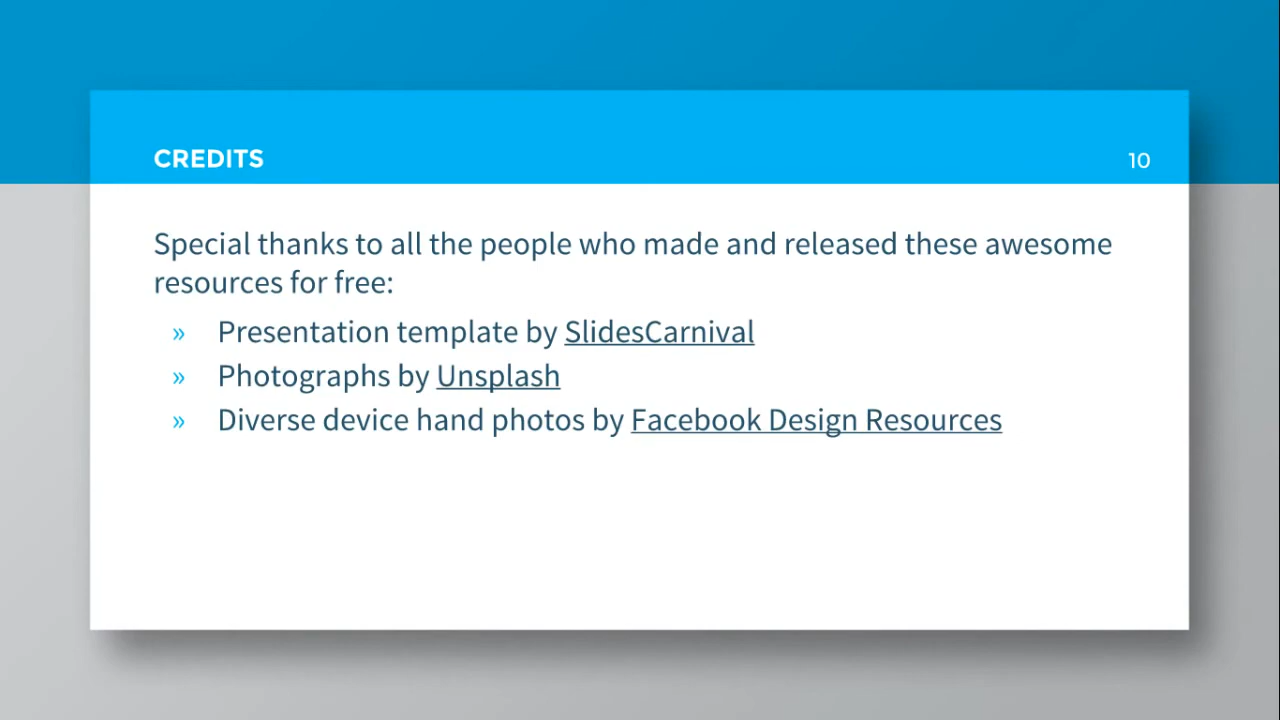 CREDITS
10
Special thanks to all the people who made and released these awesome
resources for free:
» Presentation template by SlidesCarnival
» Photographs by Unsplash
» Diverse device hand photos by Facebook Design Resources